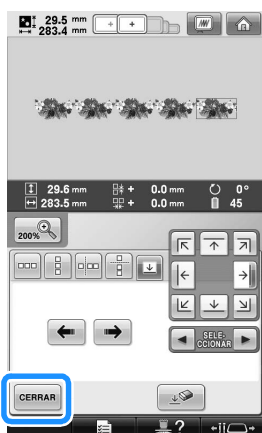 29.5 mm
283.4 mm
29.6 mm + 0.0 mm 0°
283.5 mm + 0.0 mm 45
200%
SELE-
CCIONAR
CERRAR
?